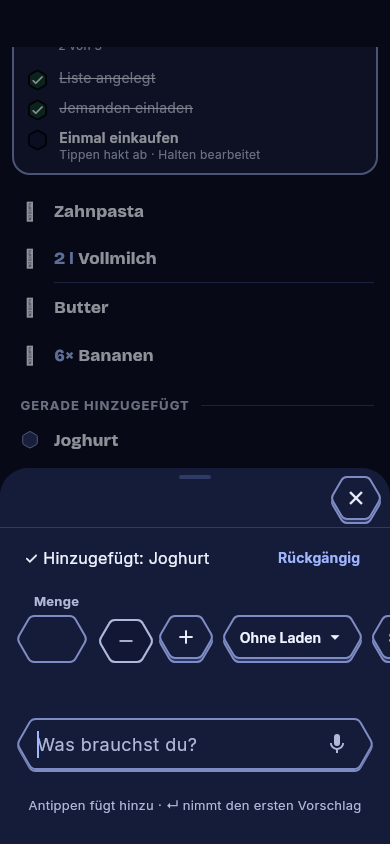 Liste angelegt
Jemanden einladen
Einmal einkaufen
Tippen hakt ab · Halten bearbeitet
Zahnpasta
2 l Vollmilch
Butter
6× Bananen
GERADE HINZUGEFÜGT
Joghurt
Hinzugefügt: Joghurt
Rückgängig
Menge
Ohne Laden
Was brauchst du?
Antippen fügt hinzu · ↵ nimmt den ersten Vorschlag